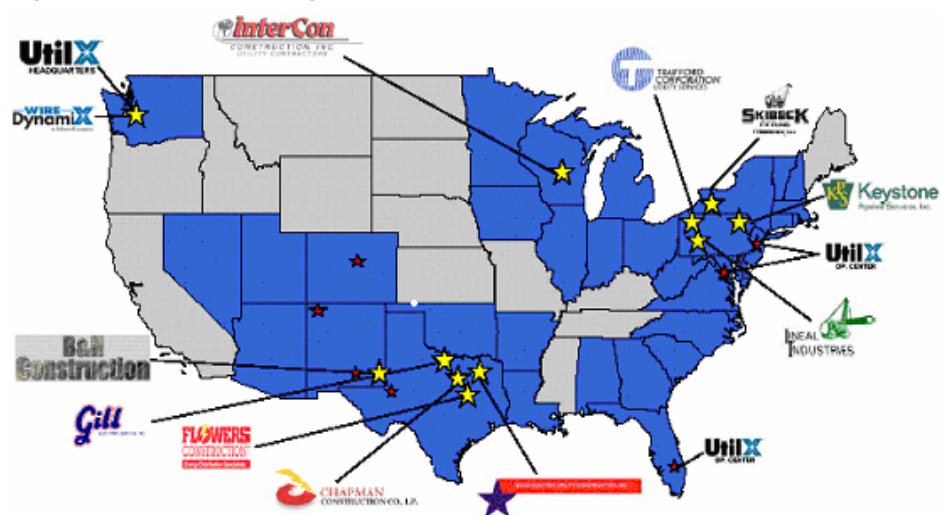 InterCon
CONSTRUCTION INC
UTILITY CONTRACTORS
UtilX
HEADQUARTERS
WIRE
DynamiX
TRAFFORD
CORPORATION
UTILITY SERVICES
SKIBECK
KPS
Keystone
Pipeline Services, Inc.
UtilX
OP. CENTER
LINEAL
INDUSTRIES
B&H
Construction
Gill
FLOWERS
CONSTRUCTION
CHAPMAN
CONSTRUCTION CO., L.P.
UtilX
OP. CENTER